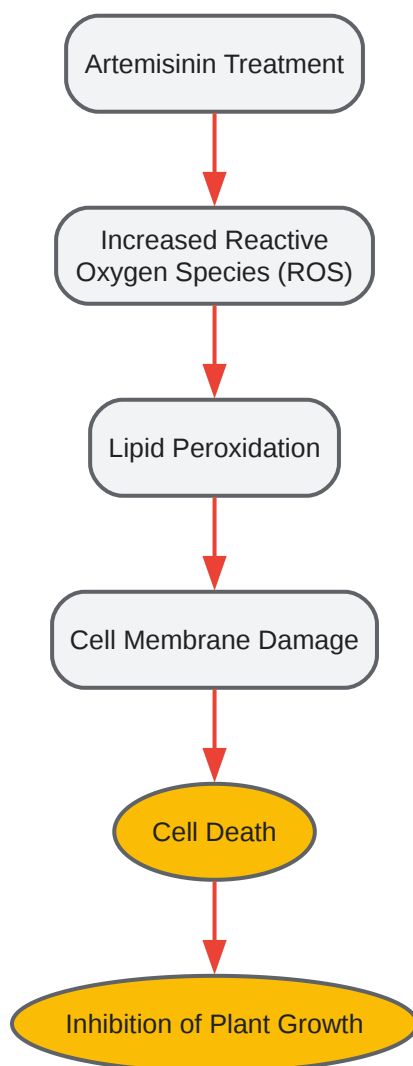 Artemisinin Treatment
Increased Reactive
Oxygen Species (ROS)
Lipid Peroxidation
Cell Membrane Damage
Cell Death
Inhibition of Plant Growth